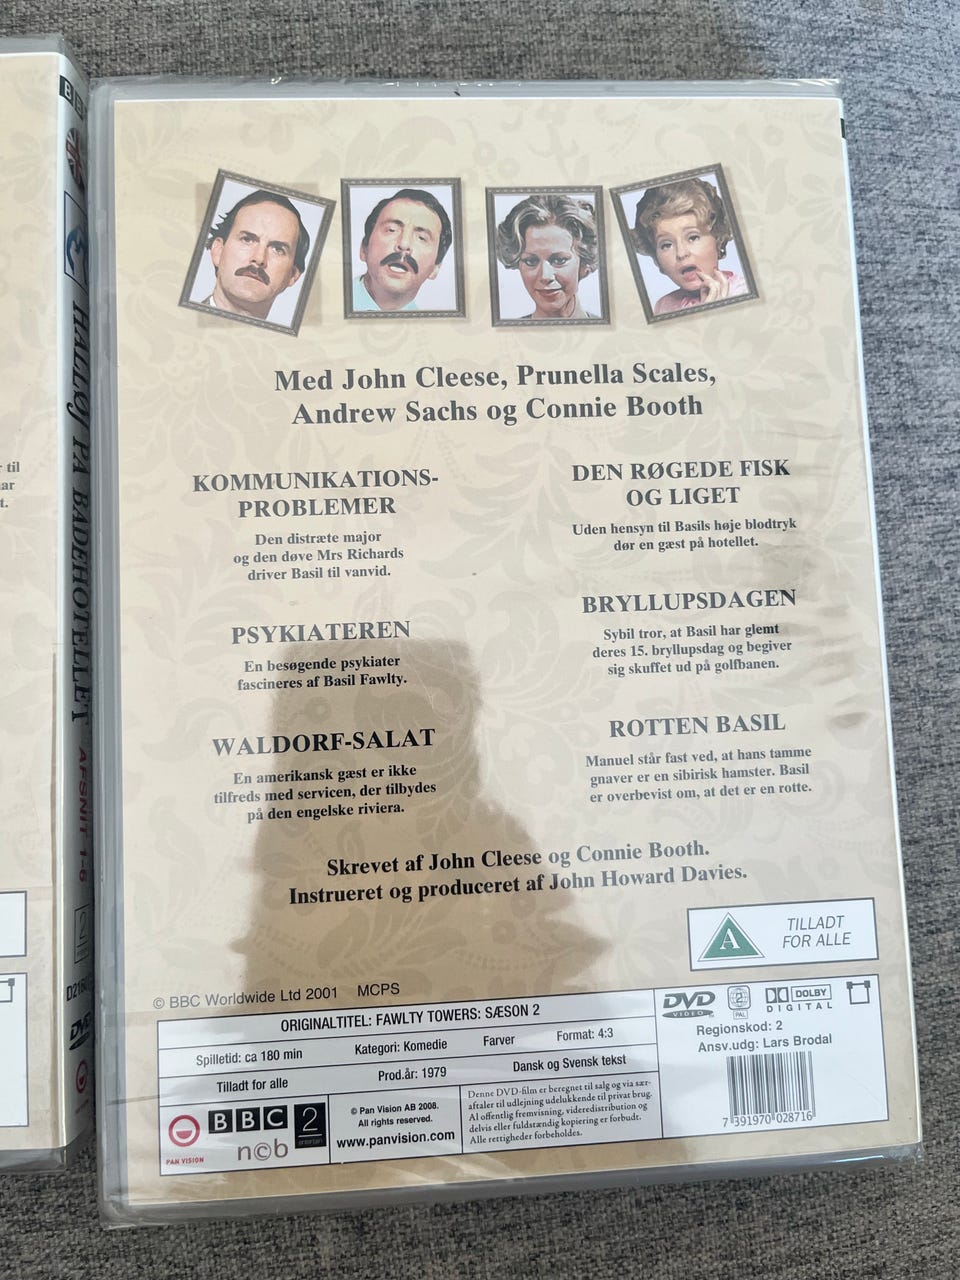 til
ar
t.
BB
HALLØJ PÅ BADEHOTELLET AFSNIT 1-6
DVD
Med John Cleese, Prunella Scales,
Andrew Sachs og Connie Booth
KOMMUNIKATIONS-
PROBLEMER
Den distræte major
og den døve Mrs Richards
driver Basil til vanvid.
PSYKIATEREN
En besøgende psykiater
fascineres af Basil Fawlty.
WALDORF-SALAT
En amerikansk gæst er ikke
tilfreds med servicen, der tilbydes
på den engelske riviera.
DEN RØGEDE FISK
OG LIGET
Uden hensyn til Basils høje blodtryk
dør en gæst på hotellet.
BRYLLUPSDAGEN
Sybil tror, at Basil har glemt
deres 15. bryllupsdag og begiver
sig skuffet ud på golfbanen.
ROTTEN BASIL
Manuel står fast ved, at hans tamme
gnaver er en sibirisk hamster. Basil
er overbevist om, at det er en rotte.
Skrevet af John Cleese og Connie Booth.
Instrueret og produceret af John Howard Davies.
A
TILLADT
FOR ALLE
© BBC Worldwide Ltd 2001 MCPS
ORIGINALTITEL: FAWLTY TOWERS: SÆSON 2
Spilletid: ca 180 min Kategori: Komedie Farver Format: 4:3
Tilladt for alle Prod.år: 1979 Dansk og Svensk tekst
PAN VISION
BBC 2
entertain
n©b
© Pan Vision AB 2008.
All rights reserved.
www.panvision.com
Denne DVD-film er beregnet til salg og via sær-
aftaler til udlejning udelukkende til privat brug.
Al offentlig fremvisning, videredistribution og
delvis eller fuldstændig kopiering er forbudt.
Alle rettigheder forbeholdes.
DVD
VIDEO
2
PAL
DOLBY
DIGITAL
Regionskod: 2
Ansv.udg: Lars Brodal
7 391970 028716